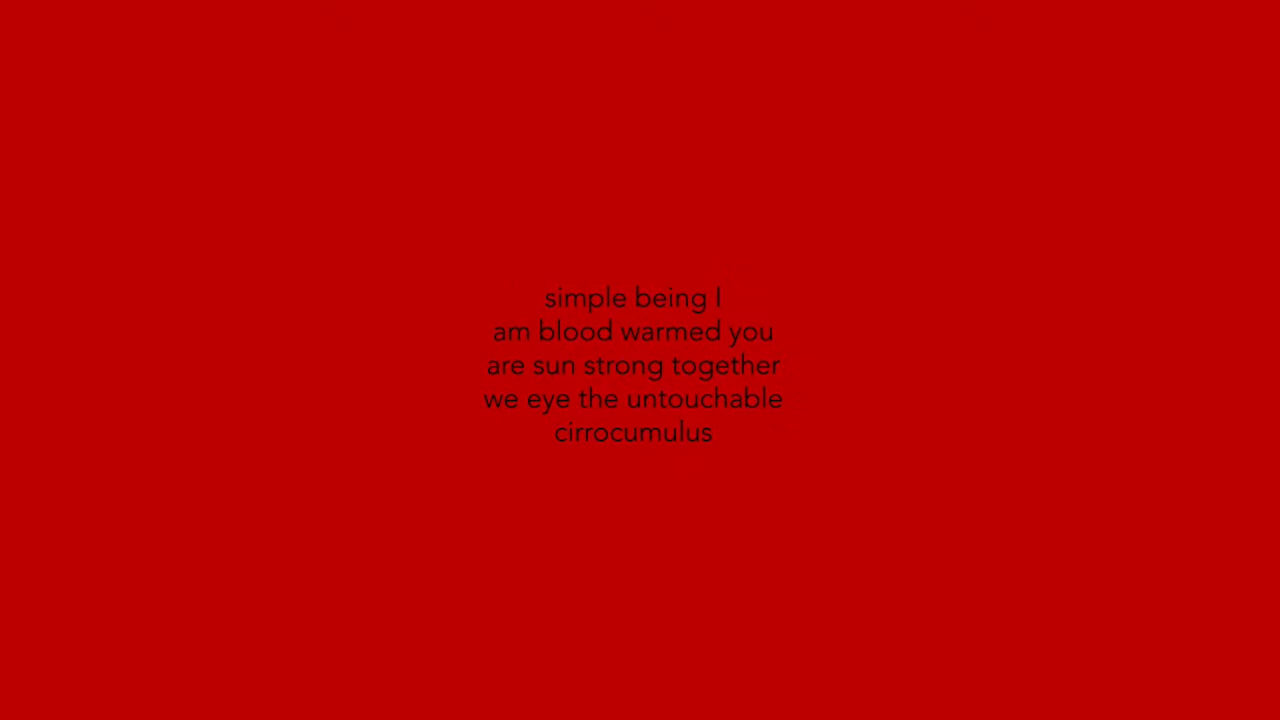 simple being I
am blood warmed you
are sun strong together
we eye the untouchable
cirrocumulus